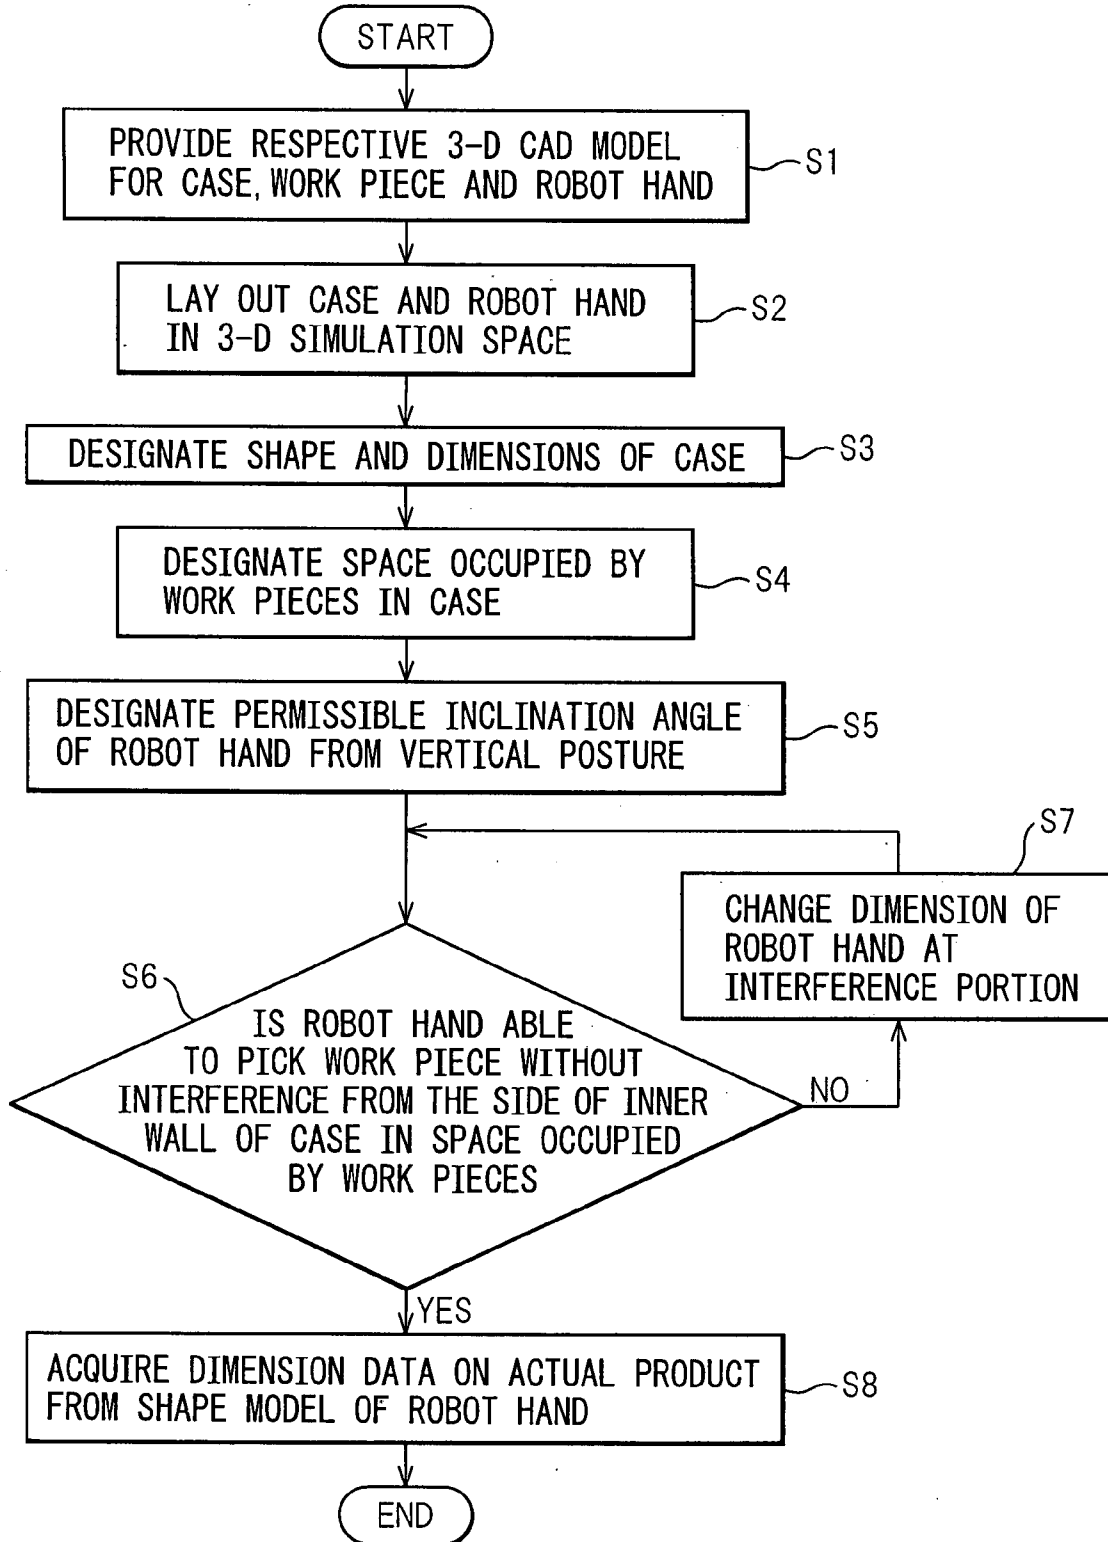 START
PROVIDE RESPECTIVE 3-D CAD MODEL
FOR CASE, WORK PIECE AND ROBOT HAND
S1
LAY OUT CASE AND ROBOT HAND
IN 3-D SIMULATION SPACE
S2
DESIGNATE SHAPE AND DIMENSIONS OF CASE
S3
DESIGNATE SPACE OCCUPIED BY
WORK PIECES IN CASE
S4
DESIGNATE PERMISSIBLE INCLINATION ANGLE
OF ROBOT HAND FROM VERTICAL POSTURE
S5
S7
CHANGE DIMENSION OF
ROBOT HAND AT
INTERFERENCE PORTION
S6
IS ROBOT HAND ABLE
TO PICK WORK PIECE WITHOUT
INTERFERENCE FROM THE SIDE OF INNER
WALL OF CASE IN SPACE OCCUPIED
BY WORK PIECES
NO
YES
ACQUIRE DIMENSION DATA ON ACTUAL PRODUCT
FROM SHAPE MODEL OF ROBOT HAND
S8
END